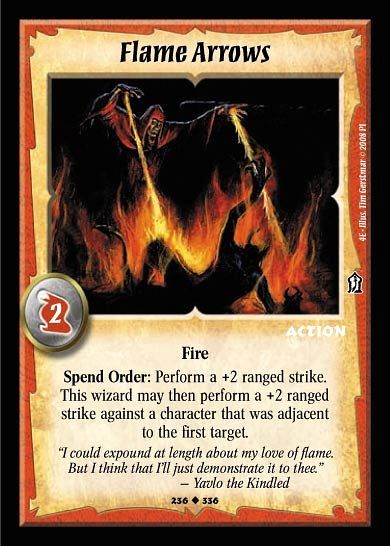 Flame Arrows
4E · Illus. Tim Gerstmar © 2008 PI
2
ACTION
Fire
Spend Order: Perform a +2 ranged strike.
This wizard may then perform a +2 ranged
strike against a character that was adjacent
to the first target.
“I could expound at length about my love of flame.
But I think that I’ll just demonstrate it to thee.”
— Yavlo the Kindled
236 ◆ 336